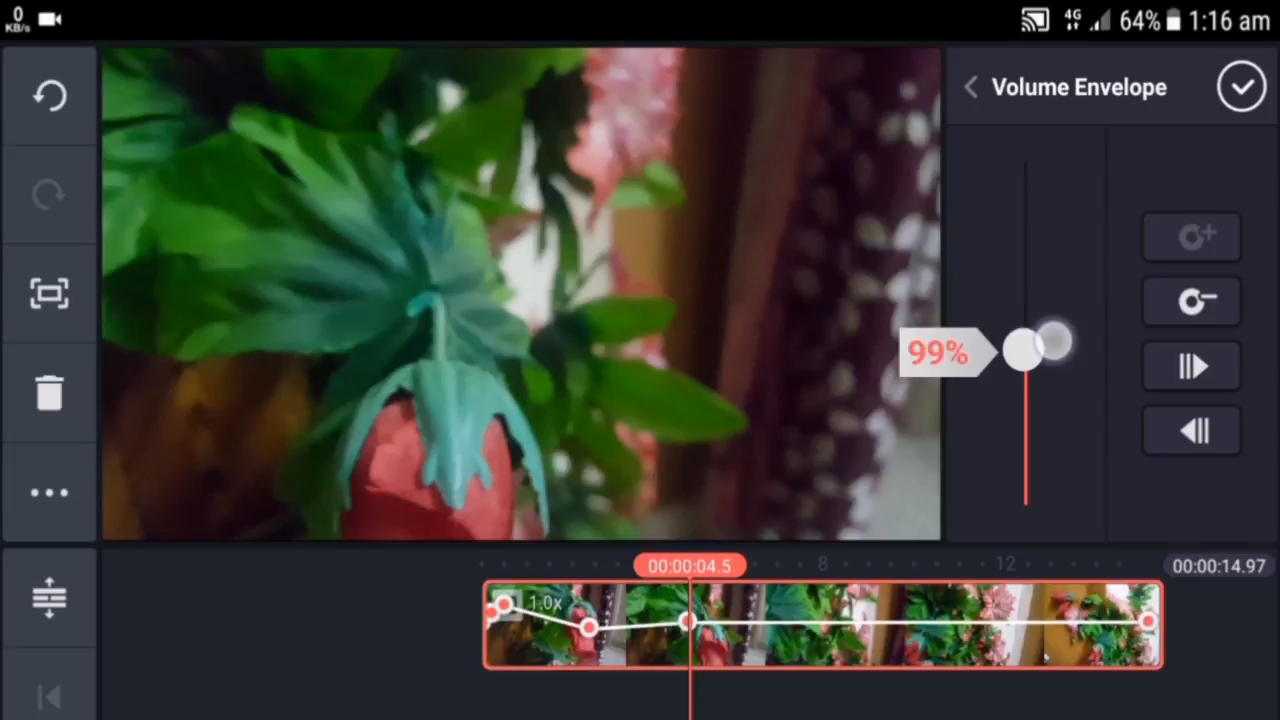 0
KB/s
4G
64%
1:16 am
Volume Envelope
99%
00:00:04.5
8
12
00:00:14.97
1.0x